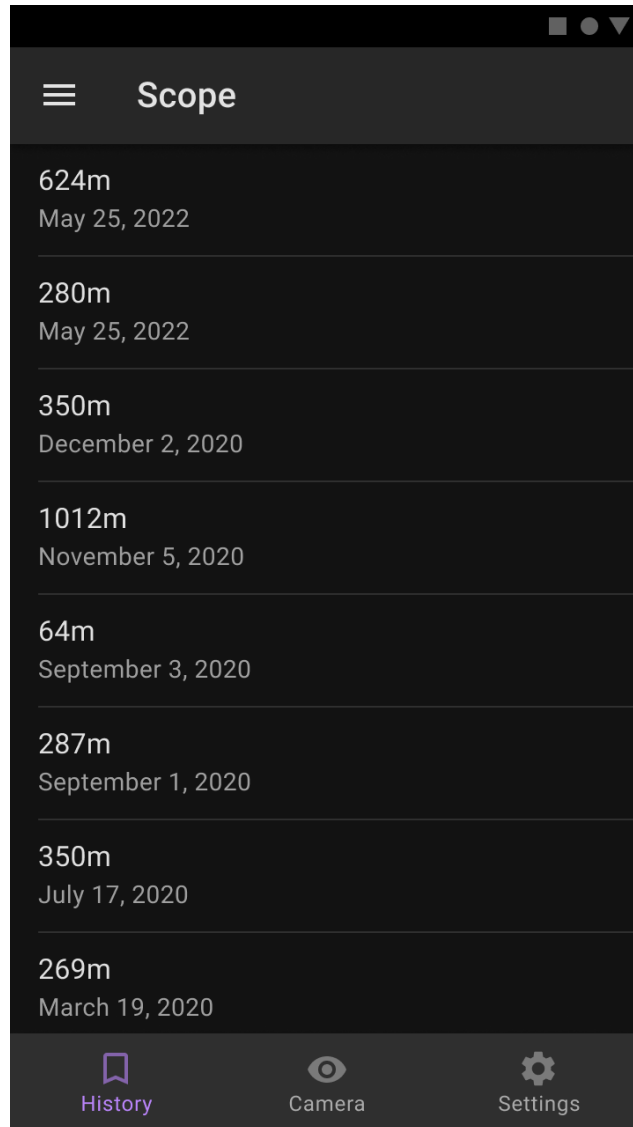 Scope
624m
May 25, 2022
280m
May 25, 2022
350m
December 2, 2020
1012m
November 5, 2020
64m
September 3, 2020
287m
September 1, 2020
350m
July 17, 2020
269m
March 19, 2020
History Camera Settings